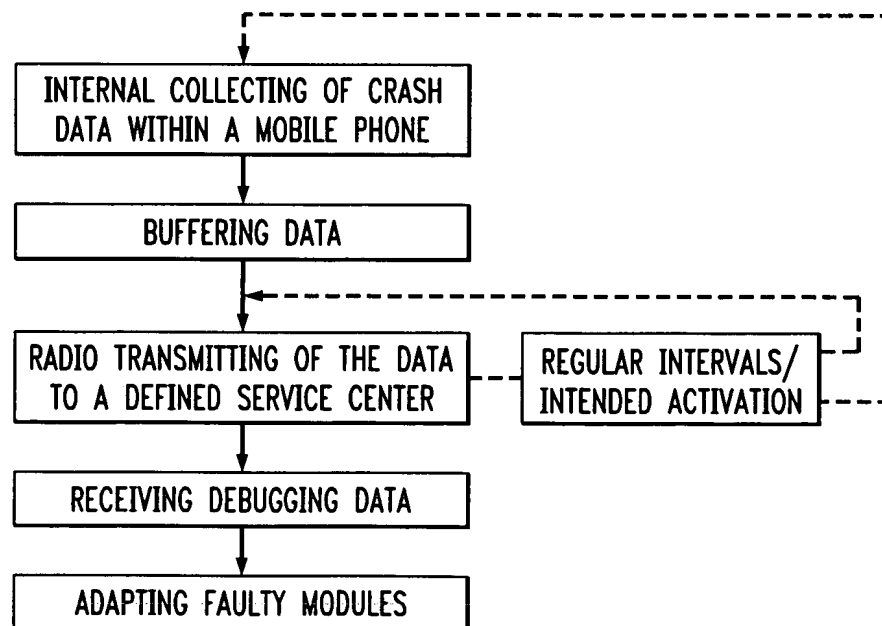 INTERNAL COLLECTING OF CRASH
DATA WITHIN A MOBILE PHONE
BUFFERING DATA
RADIO TRANSMITTING OF THE DATA
TO A DEFINED SERVICE CENTER
REGULAR INTERVALS/
INTENDED ACTIVATION
RECEIVING DEBUGGING DATA
ADAPTING FAULTY MODULES